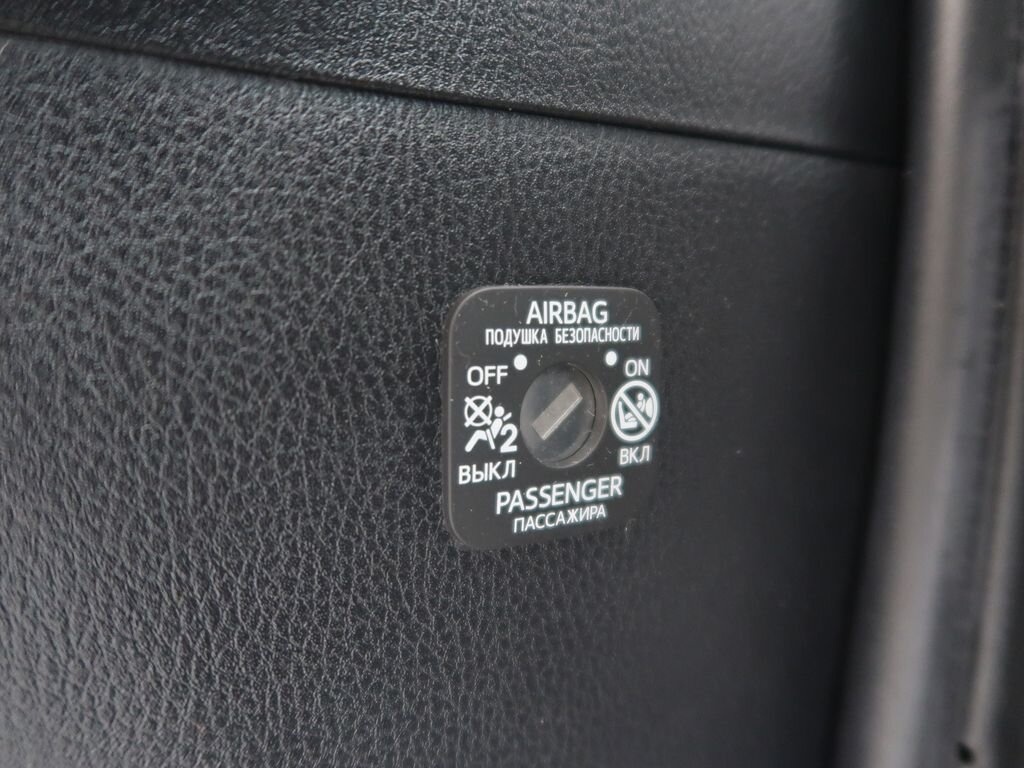 AIRBAG
ПОДУШКА БЕЗОПАСНОСТИ
OFF ON
2
ВЫКЛ ВКЛ
PASSENGER
ПАССАЖИРА